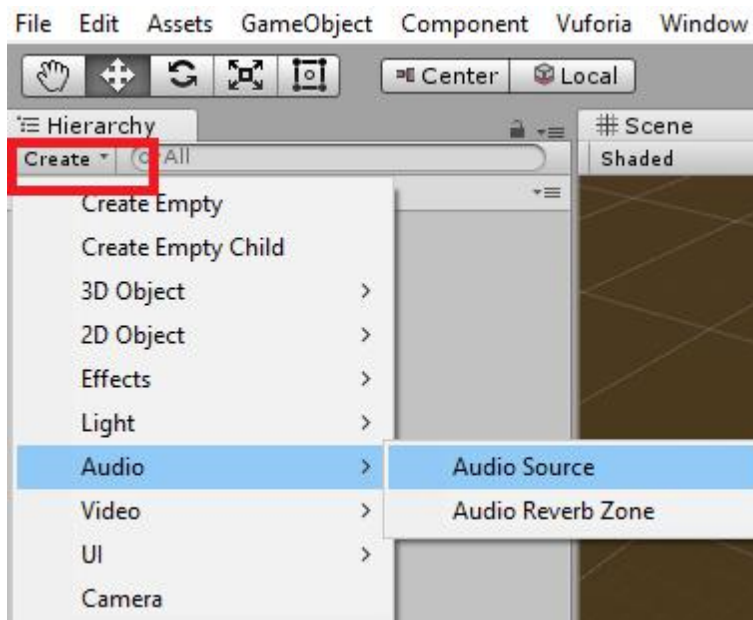 File Edit Assets GameObject Component Vuforia Window
Center Local
Hierarchy # Scene
Create All Shaded
Create Empty
Create Empty Child
3D Object >
2D Object >
Effects >
Light >
Audio > Audio Source
Video > Audio Reverb Zone
UI >
Camera